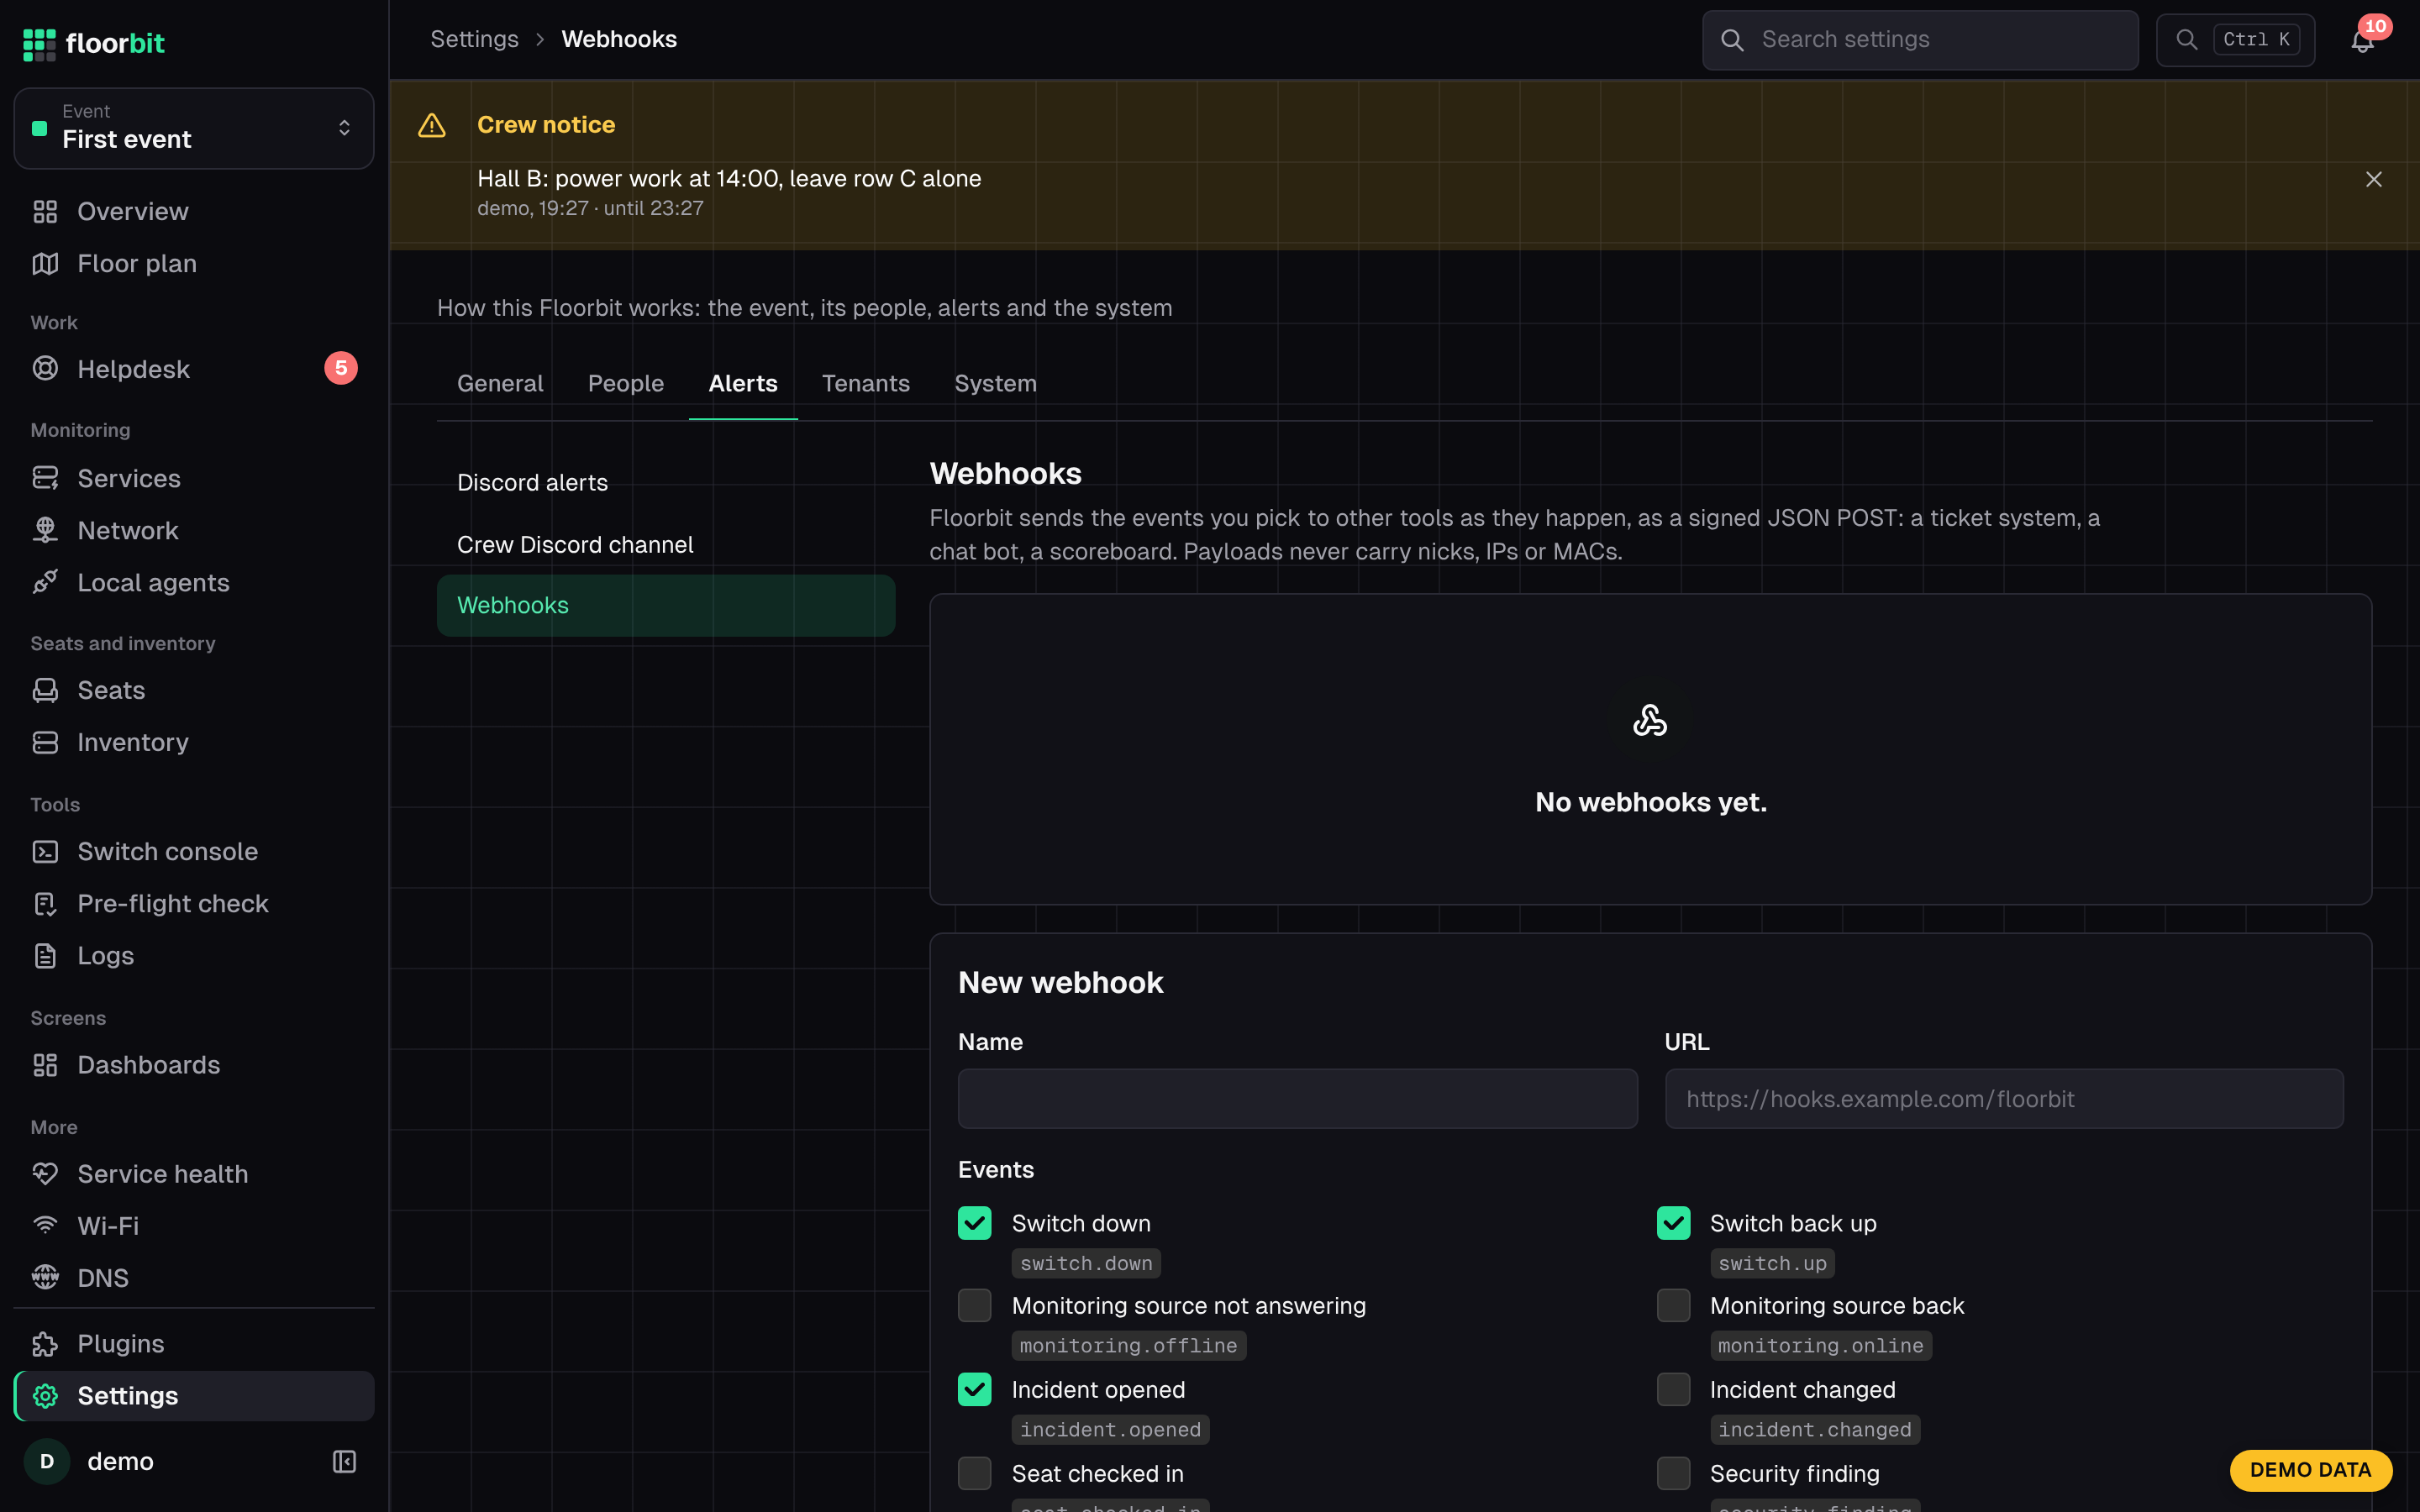 floorbit
Event
First event
Overview
Floor plan
Work
Helpdesk
5
Monitoring
Services
Network
Local agents
Seats and inventory
Seats
Inventory
Tools
Switch console
Pre-flight check
Logs
Screens
Dashboards
More
Service health
Wi-Fi
DNS
Plugins
Settings
D
demo
Settings > Webhooks
Search settings
Ctrl K
10
Crew notice
Hall B: power work at 14:00, leave row C alone
demo, 19:27 · until 23:27
How this Floorbit works: the event, its people, alerts and the system
General
People
Alerts
Tenants
System
Discord alerts
Crew Discord channel
Webhooks
Webhooks
Floorbit sends the events you pick to other tools as they happen, as a signed JSON POST: a ticket system, a
chat bot, a scoreboard. Payloads never carry nicks, IPs or MACs.
No webhooks yet.
New webhook
Name
URL
https://hooks.example.com/floorbit
Events
Switch down
switch.down
Switch back up
switch.up
Monitoring source not answering
monitoring.offline
Monitoring source back
monitoring.online
Incident opened
incident.opened
Incident changed
incident.changed
Seat checked in
Security finding
DEMO DATA